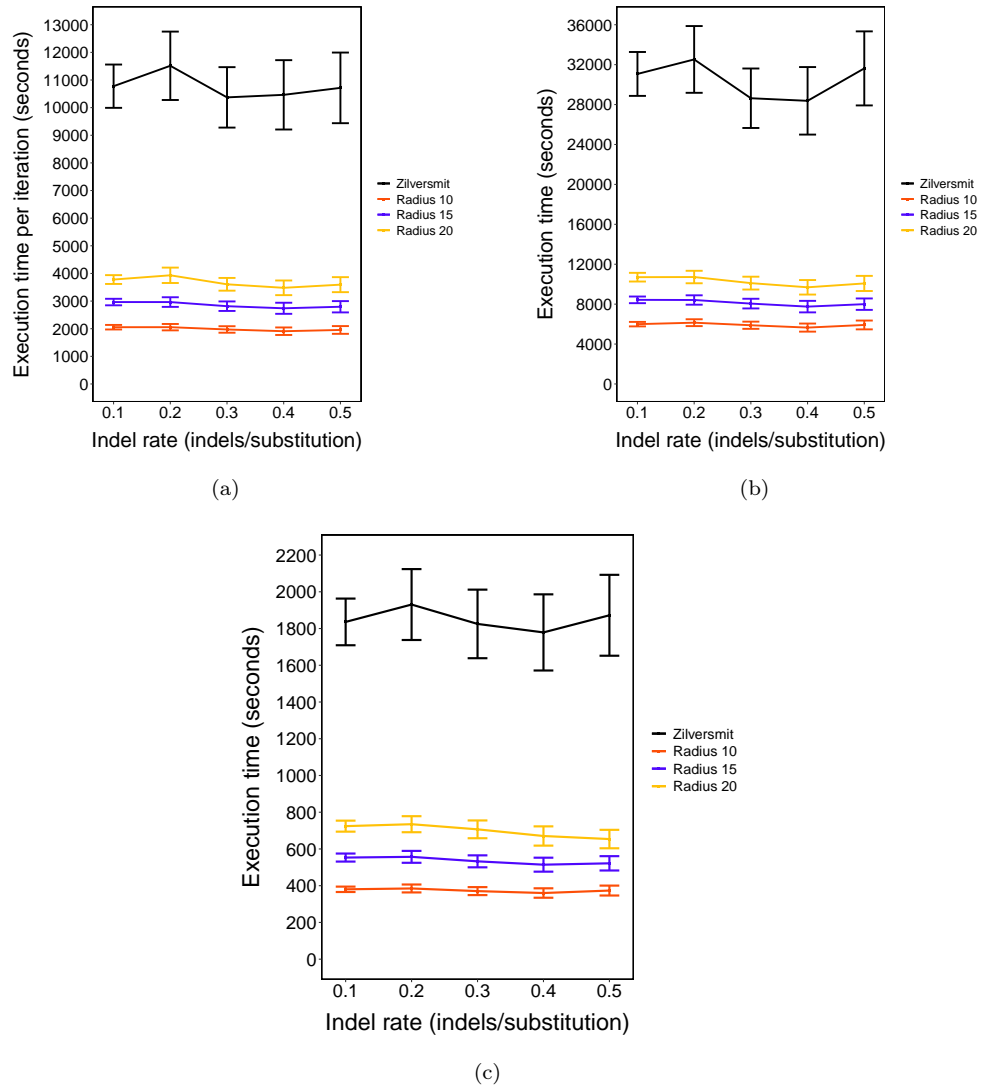 Execution time per iteration (seconds)
13000
12000
11000
10000
9000
8000
7000
6000
5000
4000
3000
2000
1000
0
0.1 0.2 0.3 0.4 0.5
Indel rate (indels/substitution)
Zilversmit
Radius 10
Radius 15
Radius 20
(a)
Execution time (seconds)
36000
32000
28000
24000
20000
16000
12000
8000
4000
0
0.1 0.2 0.3 0.4 0.5
Indel rate (indels/substitution)
Zilversmit
Radius 10
Radius 15
Radius 20
(b)
Execution time (seconds)
2200
2000
1800
1600
1400
1200
1000
800
600
400
200
0
0.1 0.2 0.3 0.4 0.5
Indel rate (indels/substitution)
Zilversmit
Radius 10
Radius 15
Radius 20
(c)